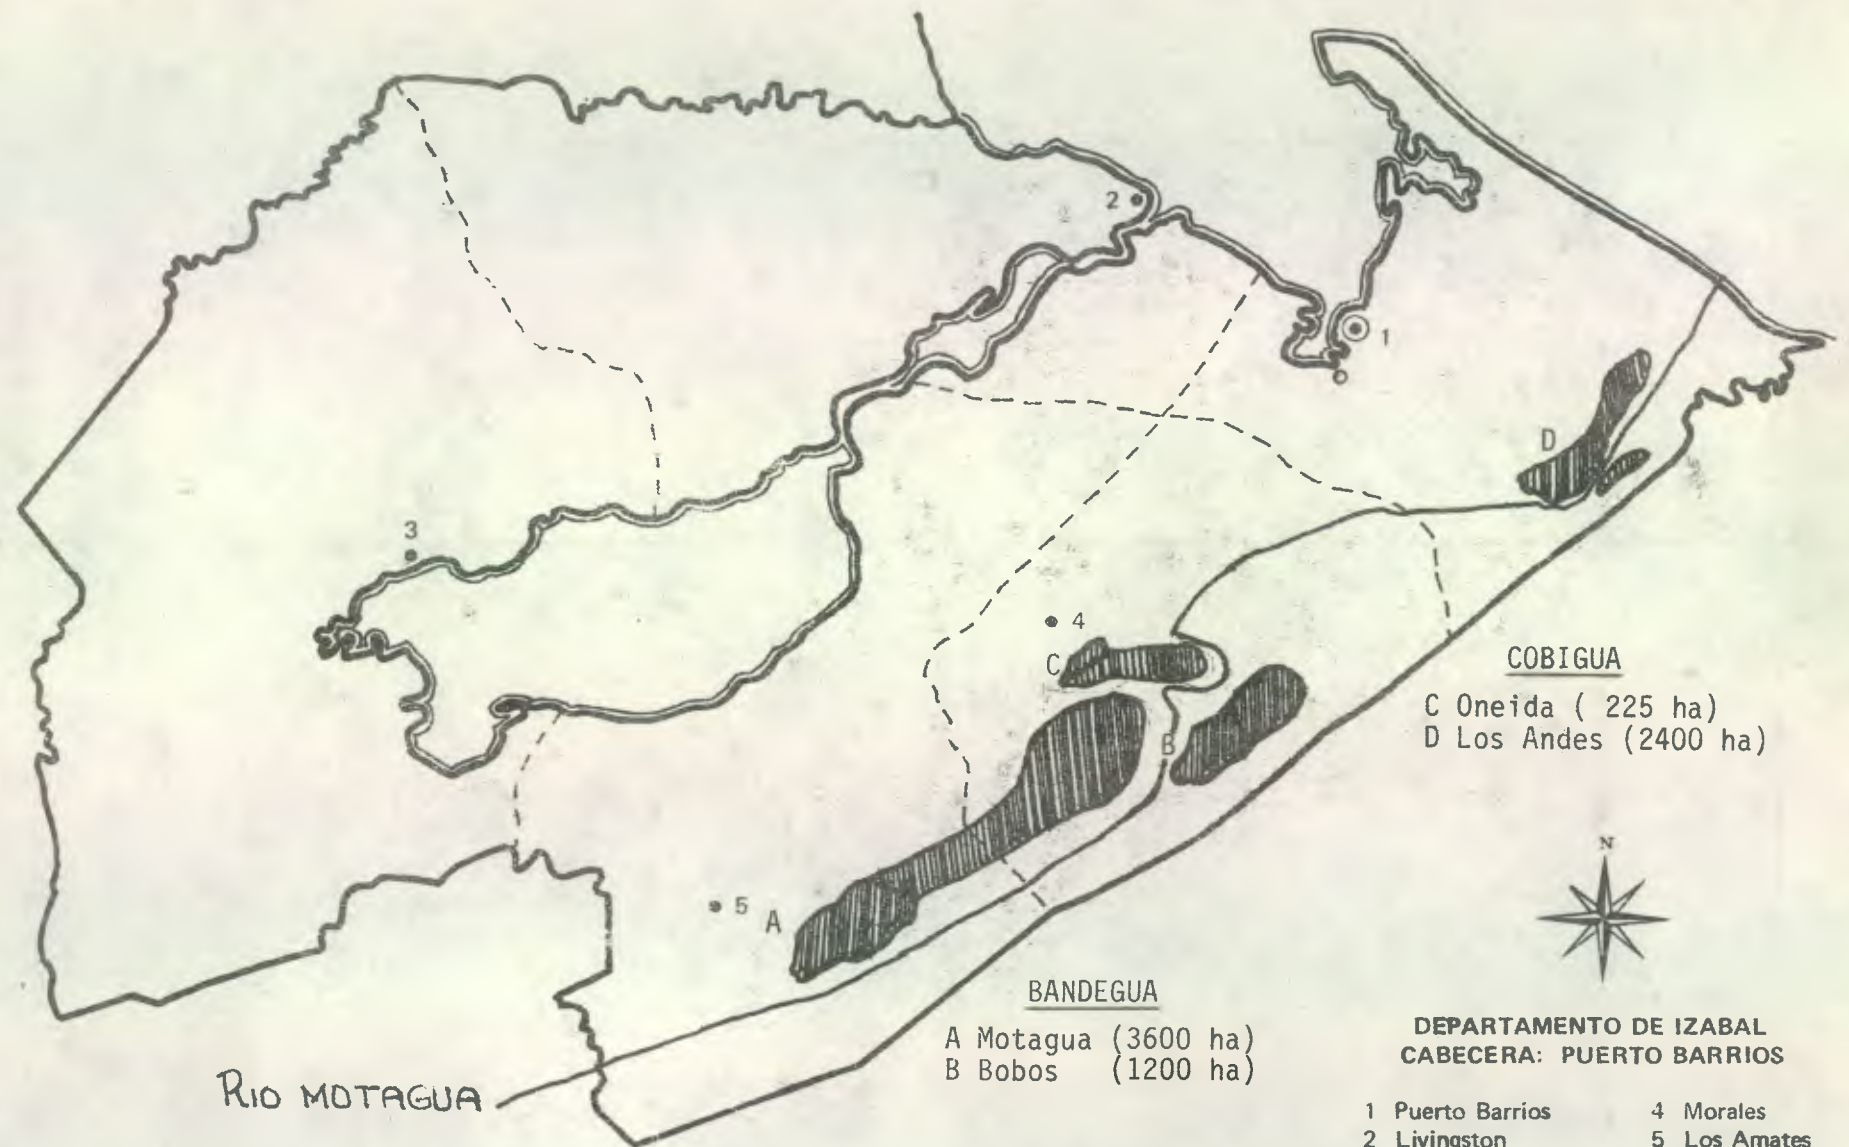 2
1
D
3
4
C
COBIGUA
C Oneida ( 225 ha)
D Los Andes (2400 ha)
B
N
5
A
BANDEGUA
A Motagua (3600 ha)
B Bobos (1200 ha)
DEPARTAMENTO DE IZABAL
CABECERA: PUERTO BARRIOS
RIO MOTAGUA
1 Puerto Barrios
4 Morales
2 Livingston
5 Los Amates